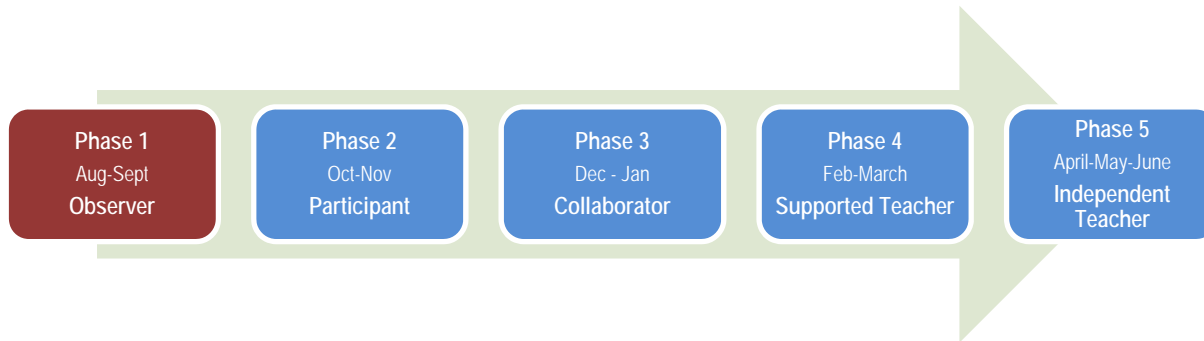 Phase 1
Aug-Sept
Observer
Phase 2
Oct-Nov
Participant
Phase 3
Dec - Jan
Collaborator
Phase 4
Feb-March
Supported Teacher
Phase 5
April-May-June
Independent
Teacher